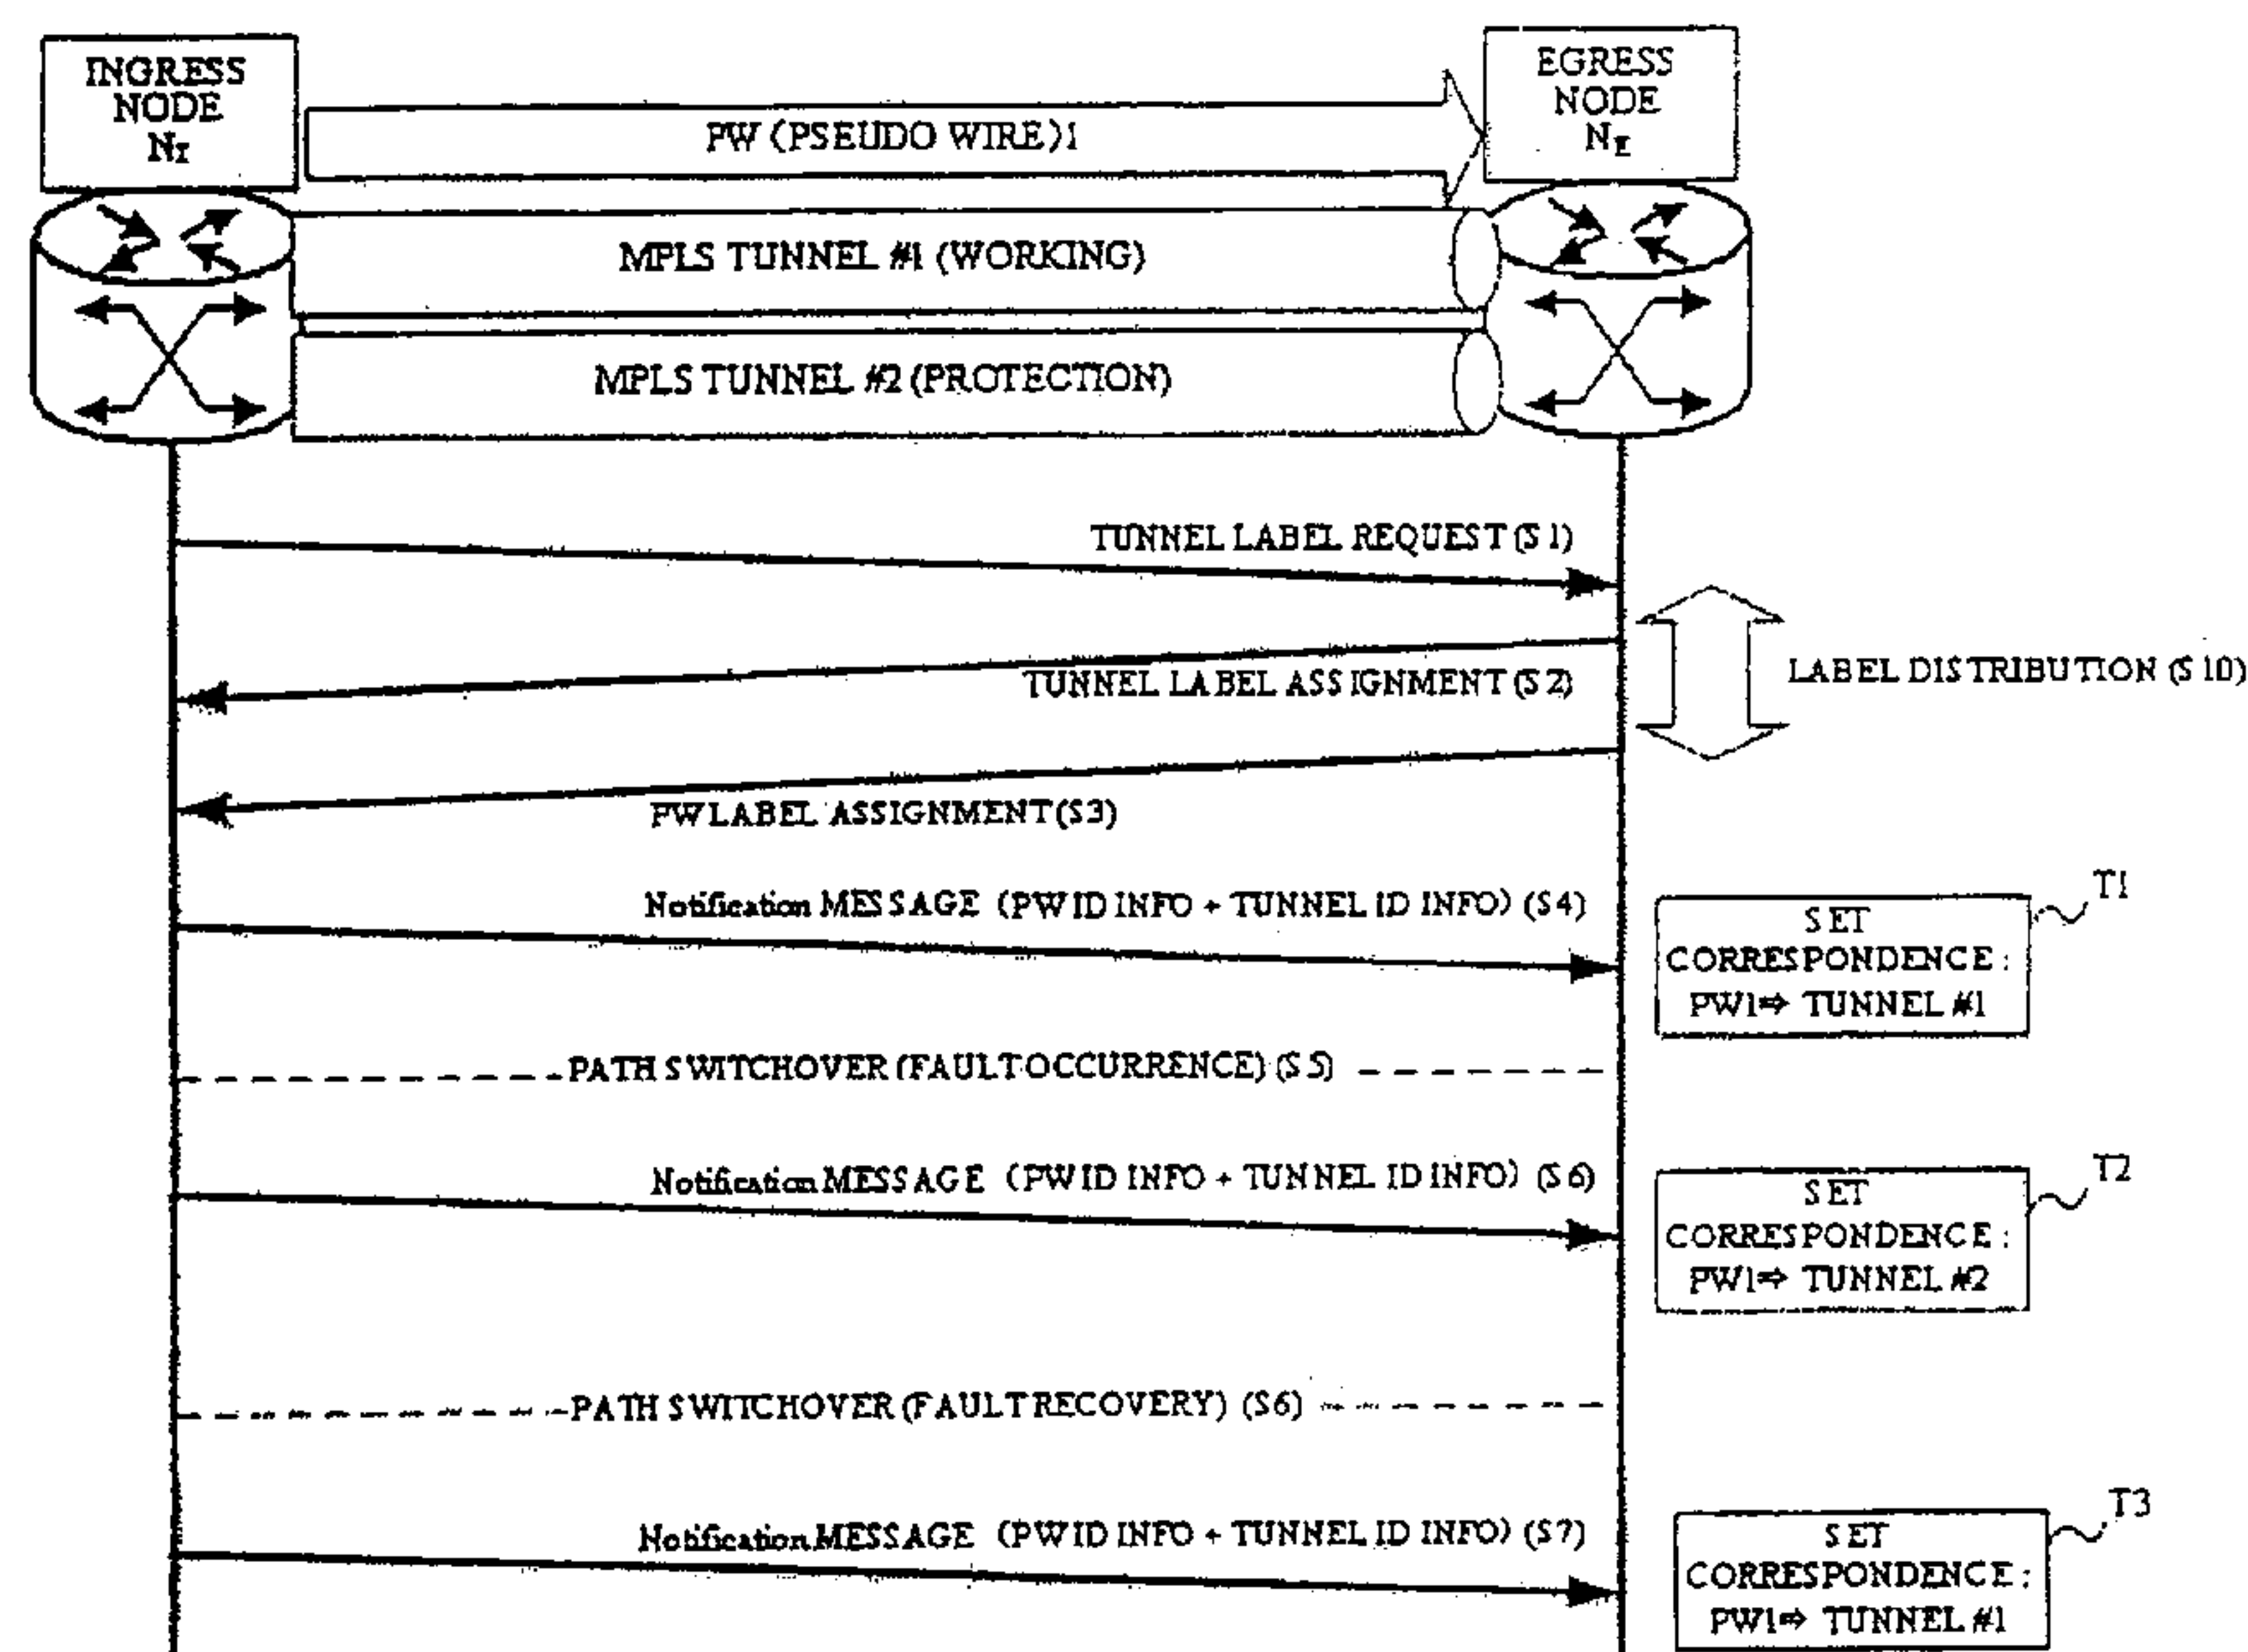 INGRESS
NODE
NI
EGRESS
NODE
NE
PW (PSEUDO WIRE)1
MPLS TUNNEL #1 (WORKING)
MPLS TUNNEL #2 (PROTECTION)
TUNNEL LABEL REQUEST (S1)
TUNNEL LABEL ASSIGNMENT (S2)
LABEL DISTRIBUTION (S10)
PW LABEL ASSIGNMENT (S3)
Notification MESSAGE (PW ID INFO + TUNNEL ID INFO) (S4)
T1
SET
CORRESPONDENCE:
PW1⇒ TUNNEL #1
PATH SWITCHOVER (FAULT OCCURRENCE) (S5)
Notification MESSAGE (PW ID INFO + TUNNEL ID INFO) (S6)
T2
SET
CORRESPONDENCE:
PW1⇒ TUNNEL #2
PATH SWITCHOVER (FAULT RECOVERY) (S6)
Notification MESSAGE (PW ID INFO + TUNNEL ID INFO) (S7)
T3
SET
CORRESPONDENCE:
PW1⇒ TUNNEL #1